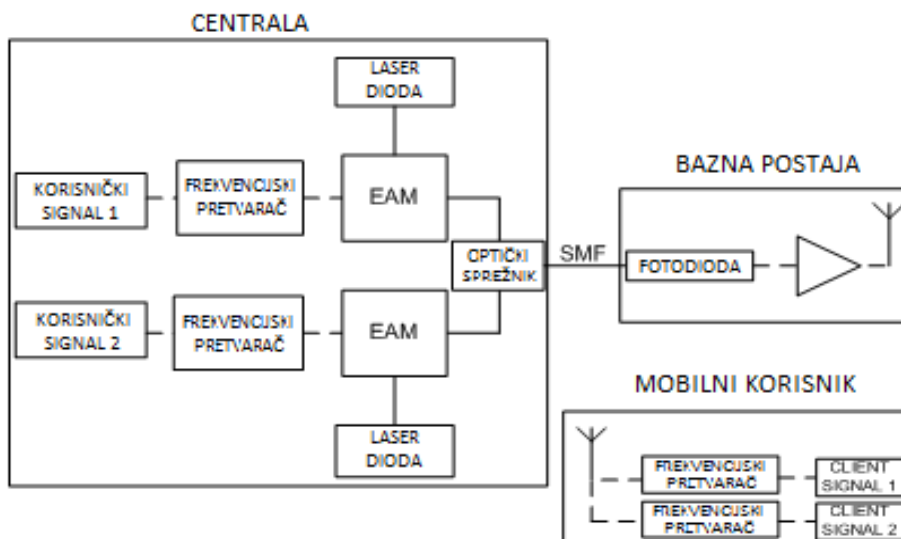 CENTRALA
LASER
DIODA
KORISNIČKI
SIGNAL 1
FREKVENCIJSKI
PRETVARAČ
EAM
OPTIČKI
SPREŽNIK
KORISNIČKI
SIGNAL 2
FREKVENCIJSKI
PRETVARAČ
EAM
LASER
DIODA
SMF
BAZNA POSTAJA
FOTODIODA
MOBILNI KORISNIK
FREKVENCIJSKI
PRETVARAČ
CLIENT
SIGNAL 1
FREKVENCIJSKI
PRETVARAČ
CLIENT
SIGNAL 2